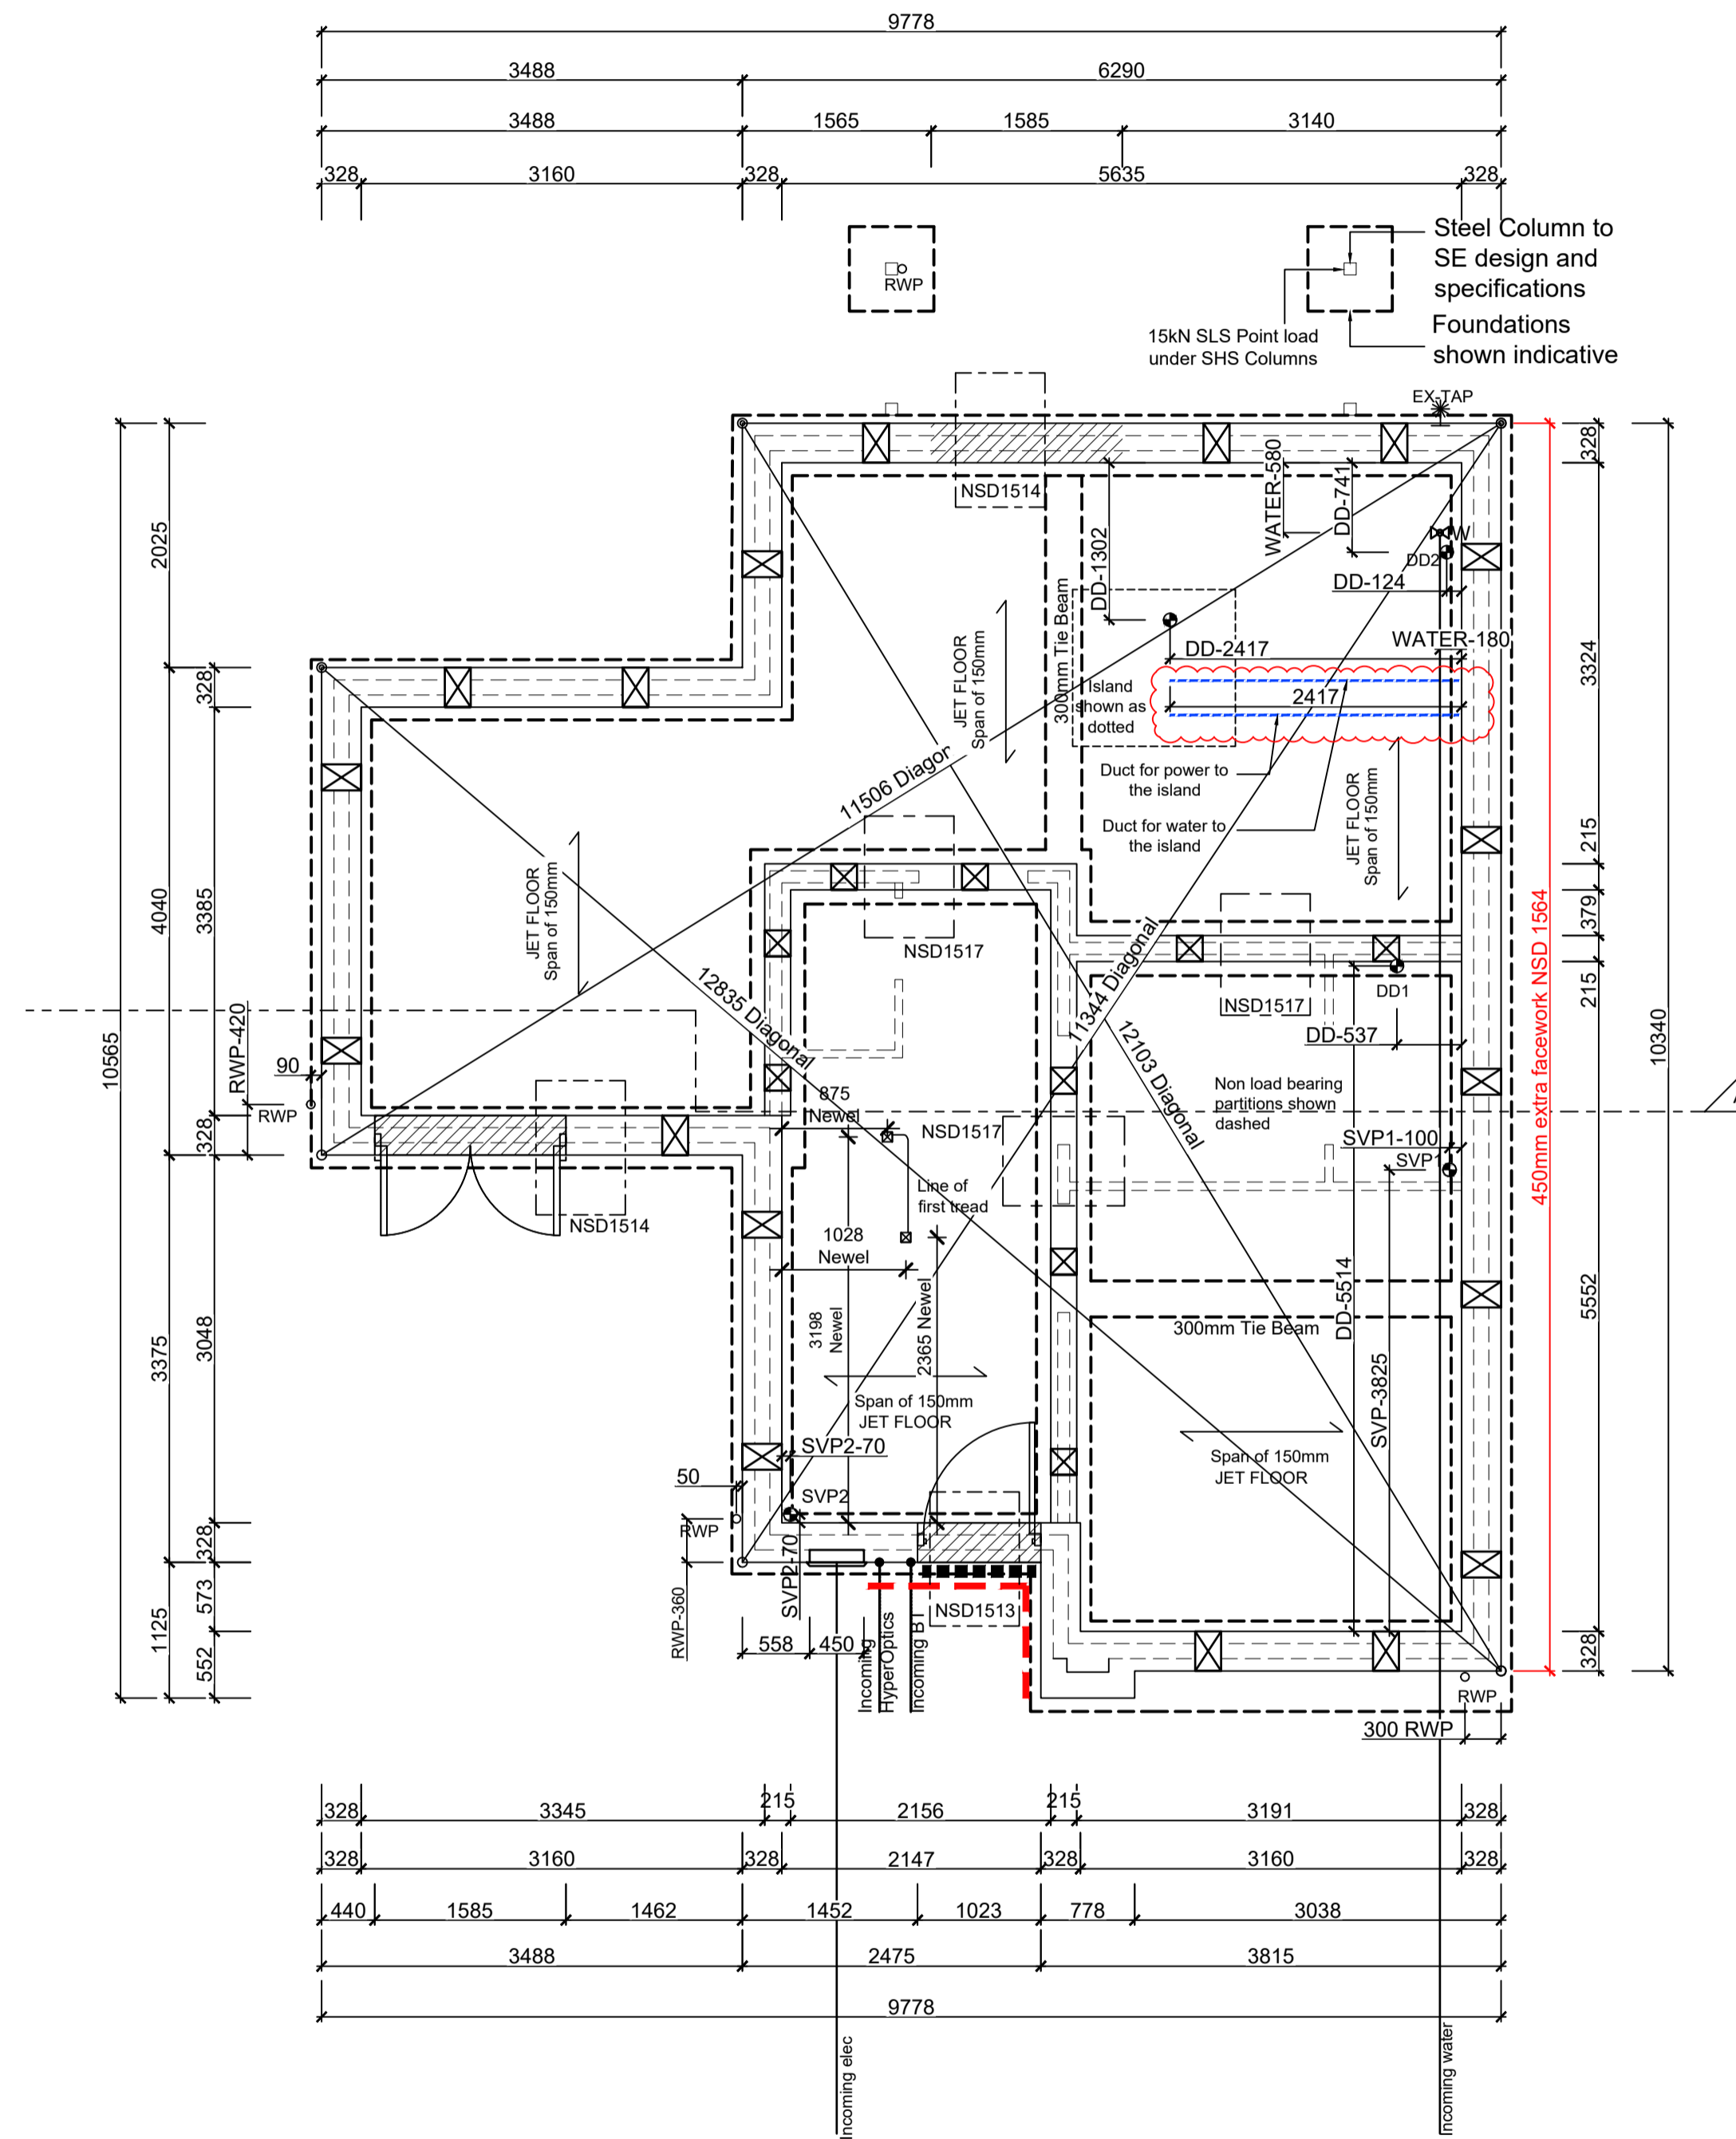 9778
3488
6290
3488
1565
1585
3140
328
3160
328
5635
328
Steel Column to
SE design and
specifications
RWP
15kN SLS Point load
under SHS Columns
Foundations
shown indicative
EX-TAP
328
2025
NSD1514
WATER-580
DD-741
DD-1302
W
DD2
DD-124
300mm Tie Beam
JET FLOOR
Span of 150mm
WATER-180
DD-2417
328
3324
Island
shown as
dotted
2417
11506 Diagor
Duct for power to
the island
Duct for water to
the island
JET FLOOR
Span of 150mm
215
4040
3385
JET FLOOR
Span of 150mm
NSD1517
379
450mm extra facework NSD 1564
11344 Diagonal
12835 Diagonal
DD1
NSD1517
215
10565
RWP-420
90
RWP
12103 Diagonal
DD-537
10340
875
Newel
Non load bearing
partitions shown
dashed
NSD1517
SVP1-100
SVP1
328
Line of
first tread
NSD1514
1028
Newel
3198
Newel
2365 Newel
DD-5514
5552
3375
3048
300mm Tie Beam
SVP-3825
Span of 150mm
JET FLOOR
SVP2-70
Span of 150mm
JET FLOOR
50
SVP2
RWP
328
SVP2-70
573
1125
552
RWP-360
558
450
NSD1513
Incoming
HyperOptics
Incoming BT
328
RWP
300 RWP
328
3345
215
2156
215
3191
328
328
3160
328
2147
328
3160
328
440
1585
1462
1452
1023
778
3038
3488
2475
3815
9778
Incoming elec
Incoming water